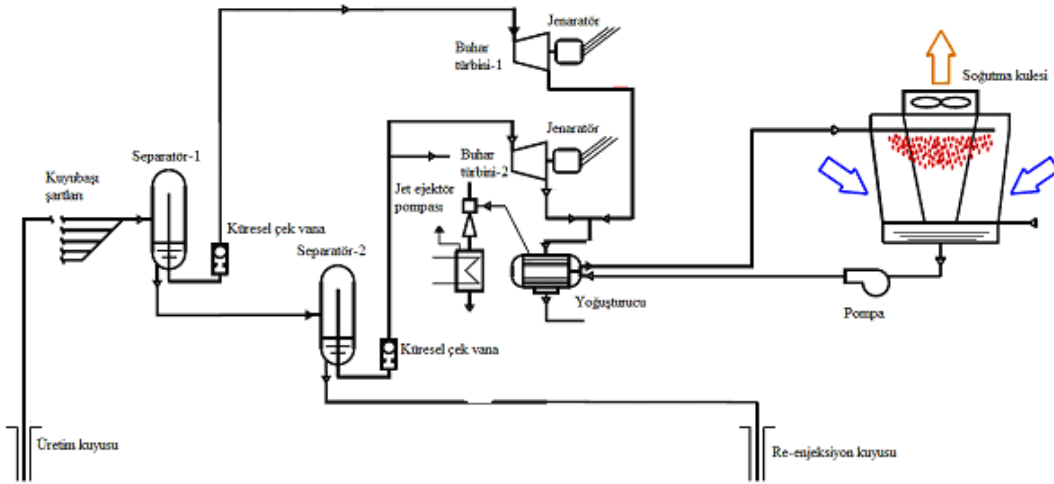 Jenaratör
Buhar
türbini-1
Soğutma kulesi
Jenaratör
Separatör-1
Buhar
türbini-2
Kuyubaşı
şartları
Jet ejektör
pompası
Küresel çek vana
Separatör-2
Yoğuşturucu
Pompa
Küresel çek vana
Üretim kuyusu
Re-enjeksiyon kuyusu